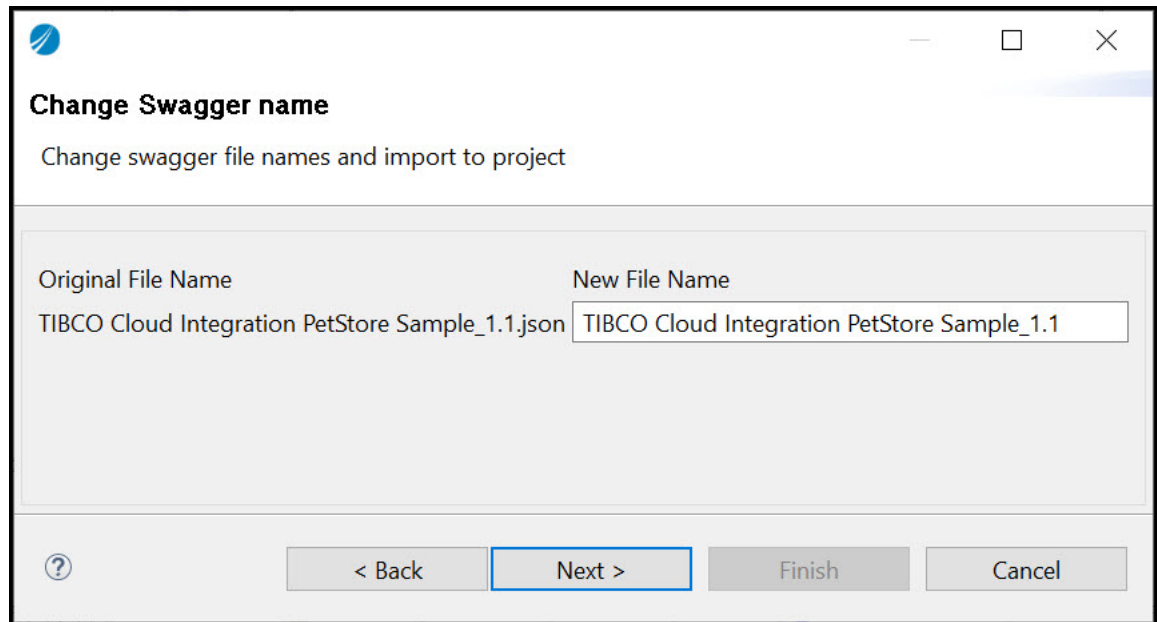 Change Swagger name
Change swagger file names and import to project
Original File Name New File Name
TIBCO Cloud Integration PetStore Sample_1.1.json TIBCO Cloud Integration PetStore Sample_1.1
? < Back Next > Finish Cancel